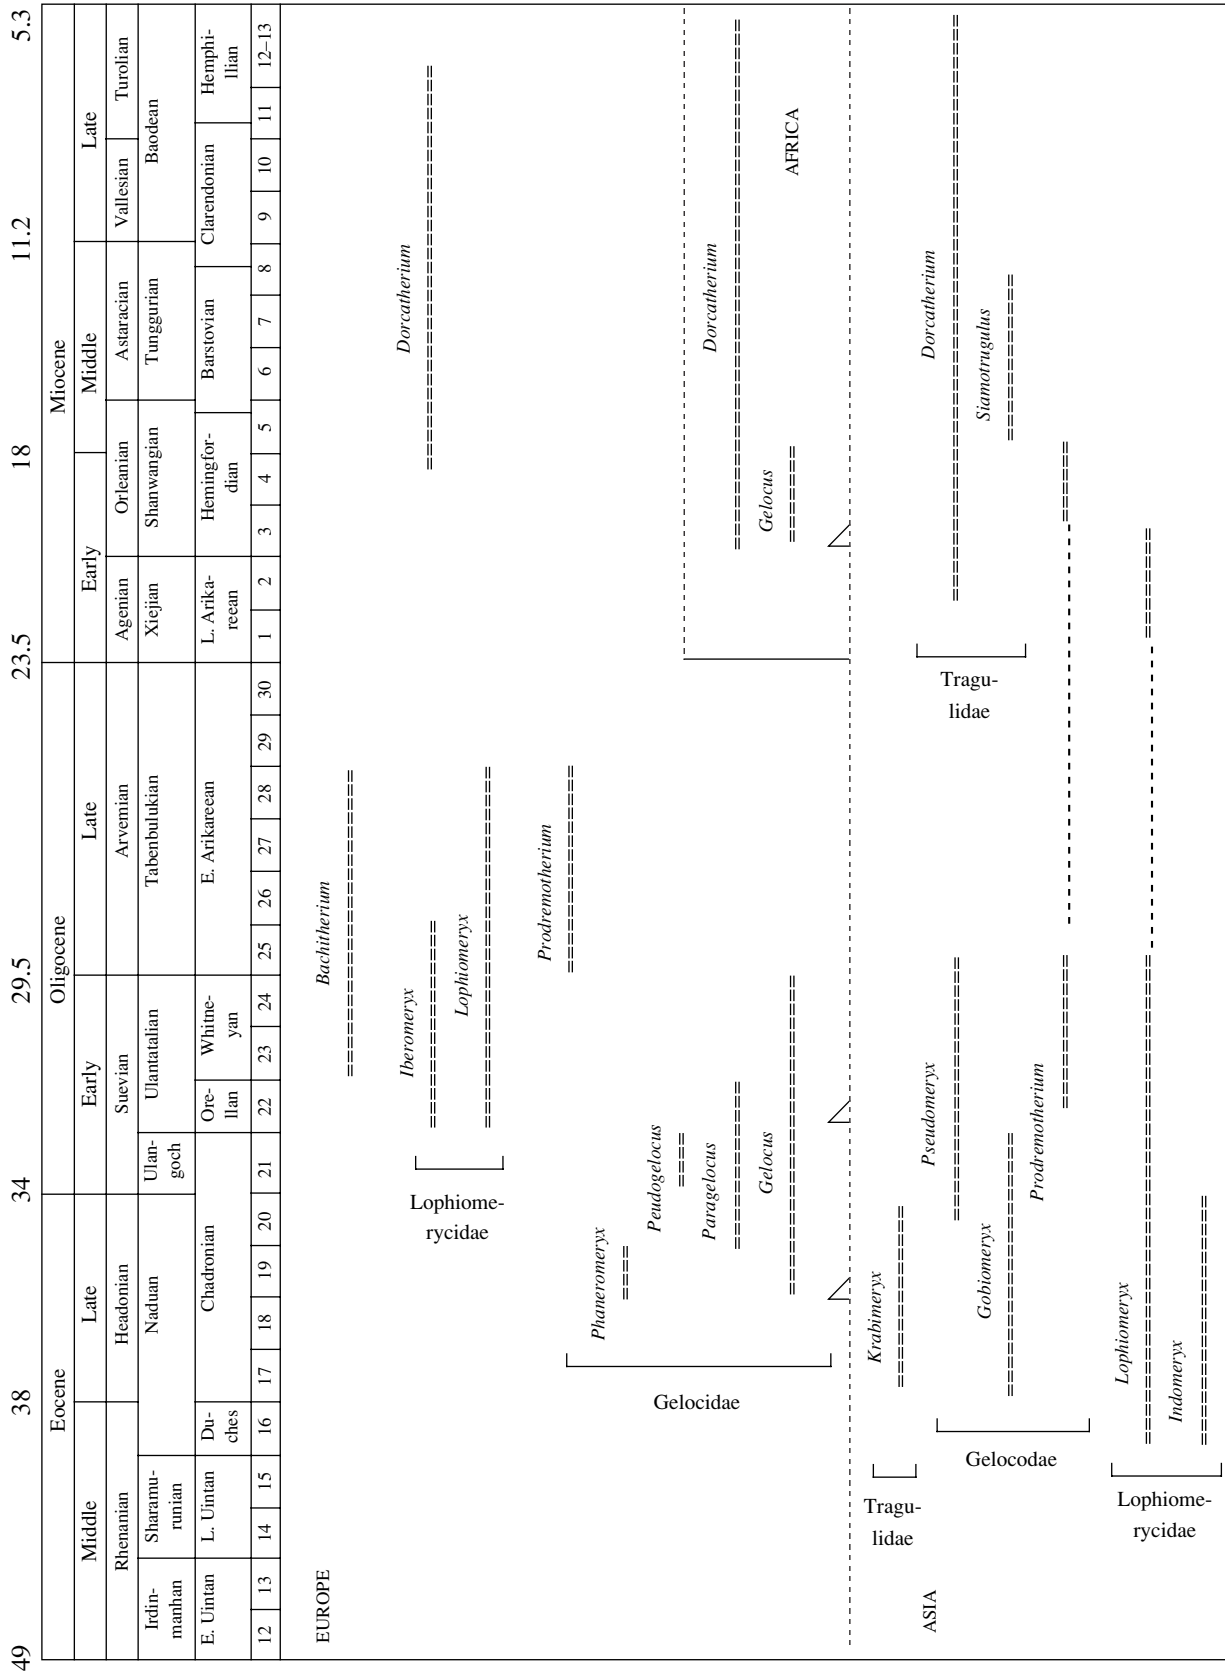 49
38
34
29.5
23.5
18
11.2
5.3
Eocene
Oligocene
Miocene
Middle
Late
Early
Late
Early
Middle
Late
Rhenanian
Headonian
Suevian
Arvernian
Agenian
Orleanian
Astaracian
Vallesian
Turolian
Irdin-
manhan
Sharamu-
runian
Naduan
Ulan-
goch
Ulantatalian
Tabenbulukian
Xiejian
Shanwangian
Tunggurian
Baodean
E. Uintan
L. Uintan
Du-
ches
Chadronian
Ore-
llan
Whitne-
yan
E. Arikareean
L. Arika-
reean
Hemingfor-
dian
Barstovian
Clarendonian
Hemphi-
llian
12
13
14
15
16
17
18
19
20
21
22
23
24
25
26
27
28
29
30
1
2
3
4
5
6
7
8
9
10
11
12–13
EUROPE
Bachitherium
Dorcatherium
Iberomeryx
Lophiomeryx
Lophiome-
rycidae
Prodremotherium
Phaneromeryx
Peudogelocus
Paragelocus
Gelocus
Gelocidae
Dorcatherium
Gelocus
AFRICA
ASIA
Krabimeryx
Tragu-
lidae
Pseudomeryx
Gobiomeryx
Prodremotherium
Gelocodae
Dorcatherium
Siamotrugulus
Tragu-
lidae
Lophiomeryx
Indomeryx
Lophiome-
rycidae